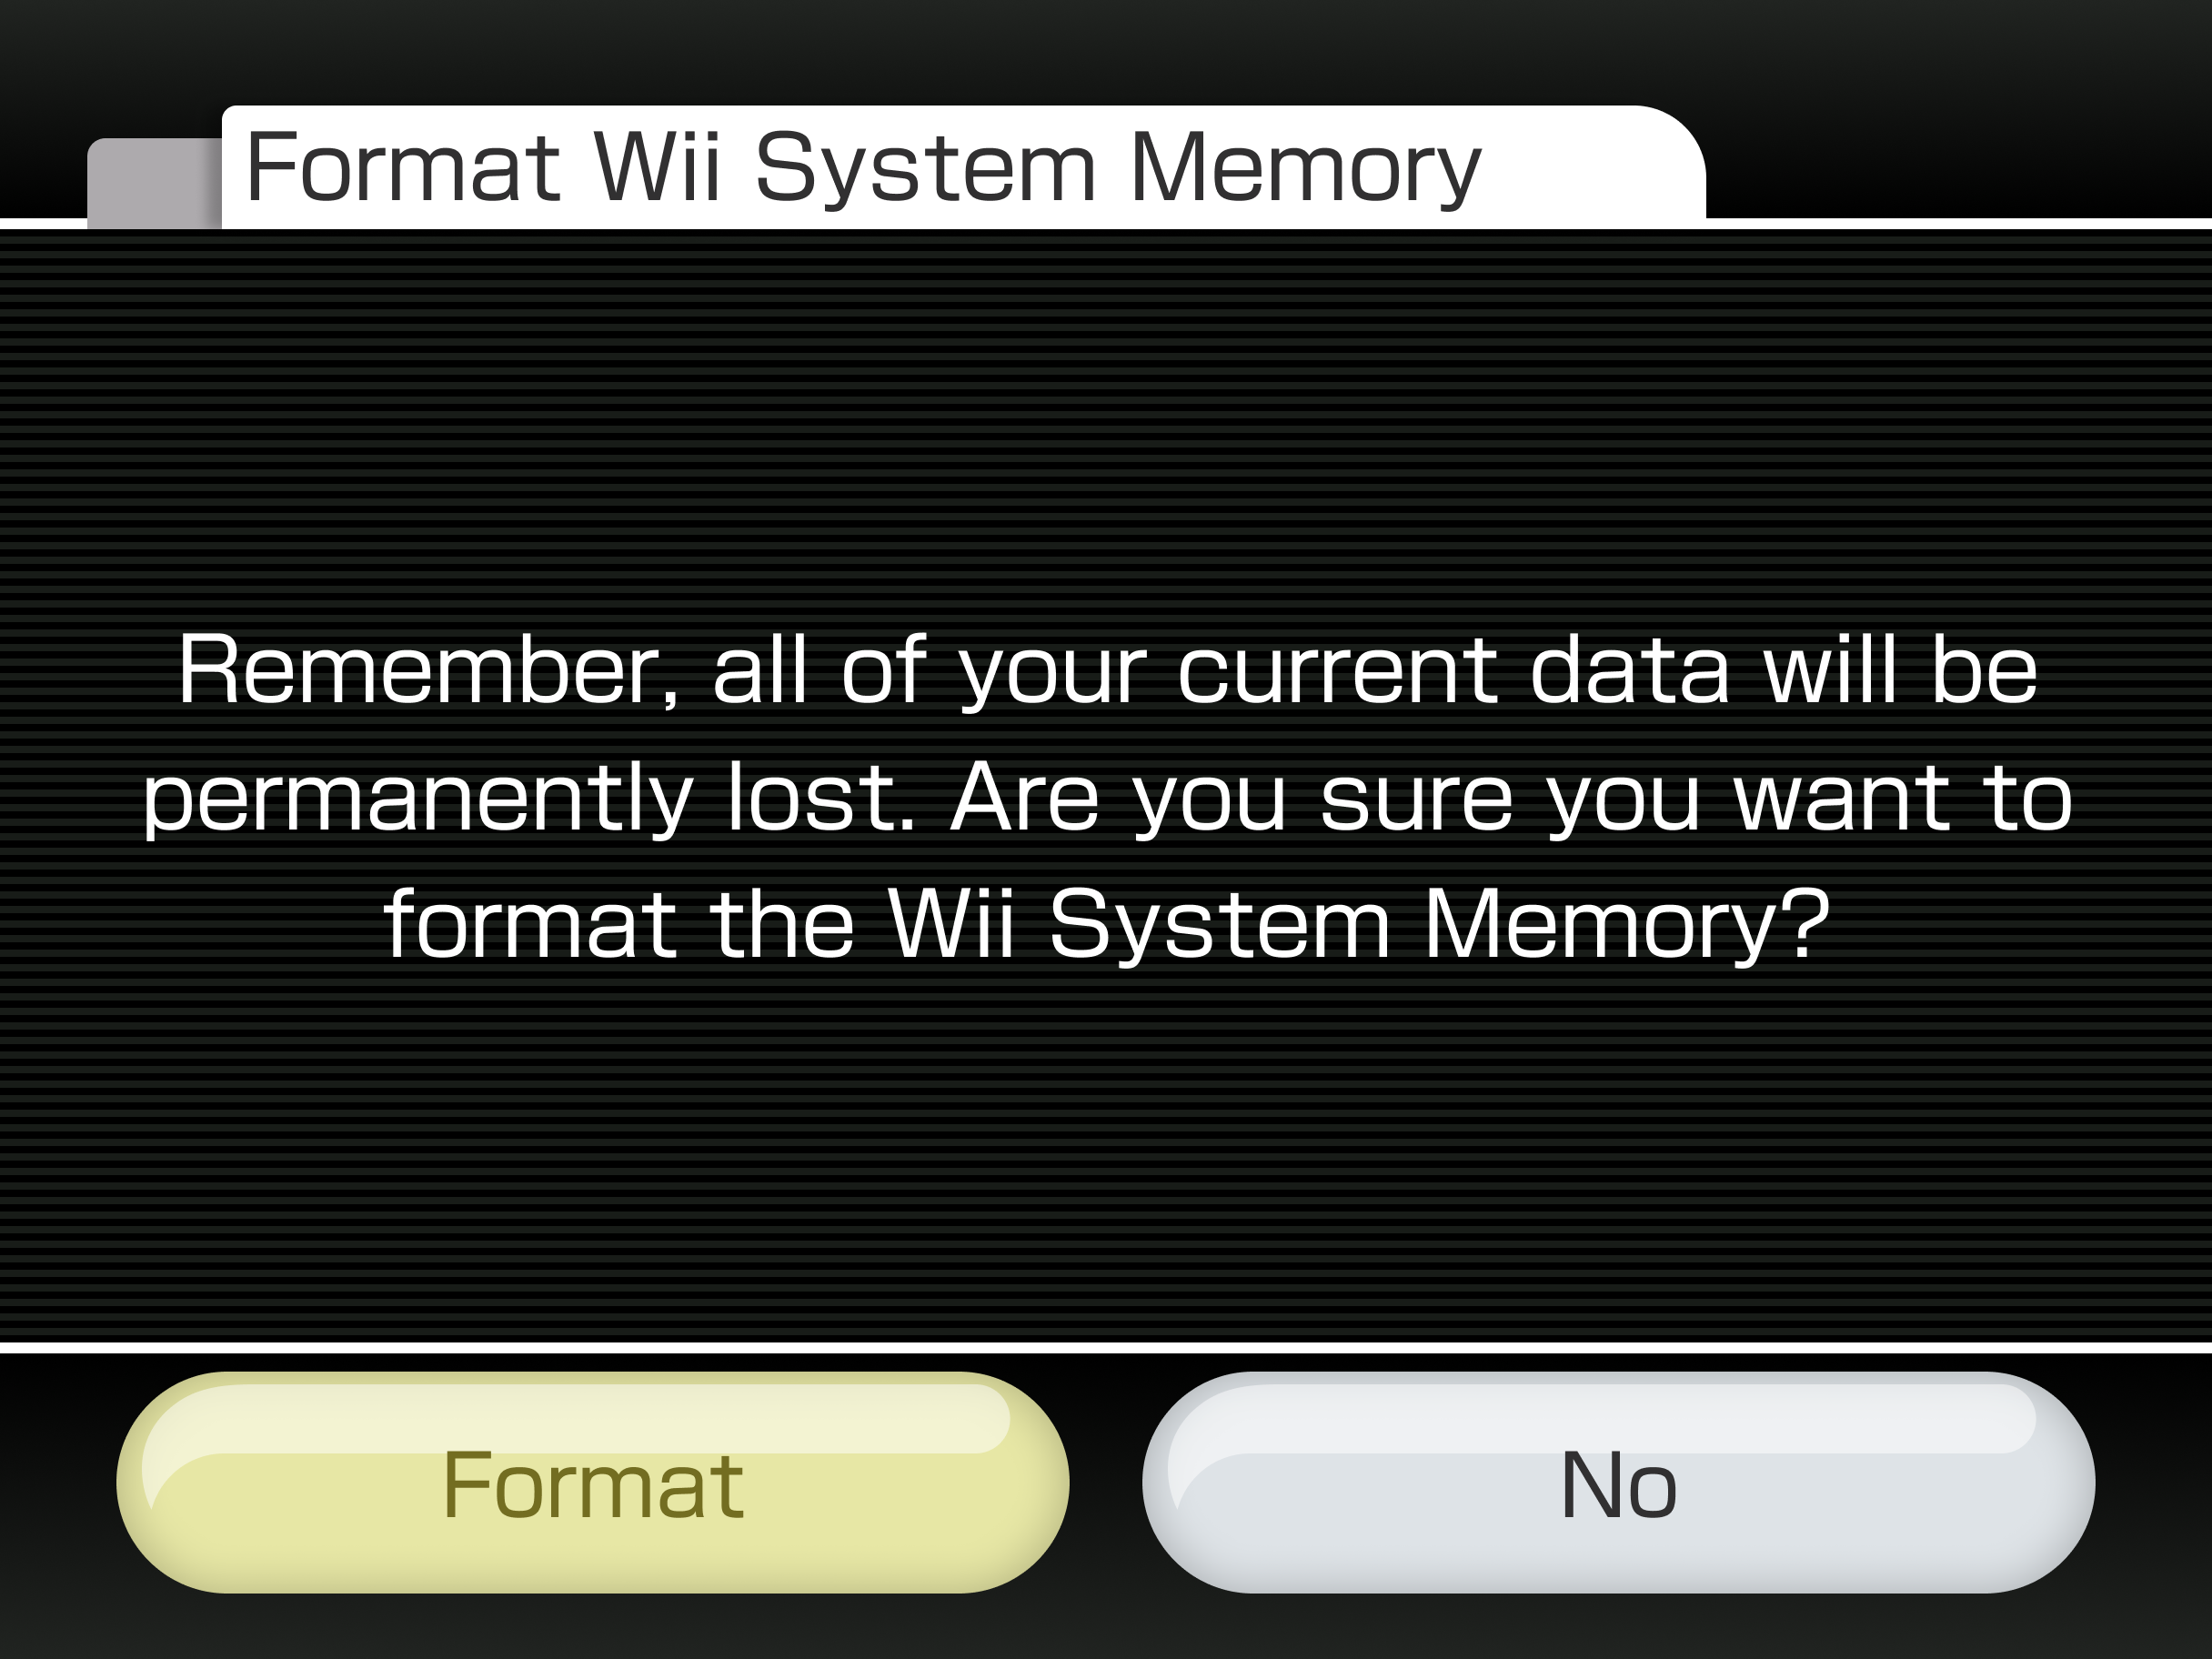 Format Wii System Memory
Remember, all of your current data will be
permanently lost. Are you sure you want to
format the Wii System Memory?
Format
No